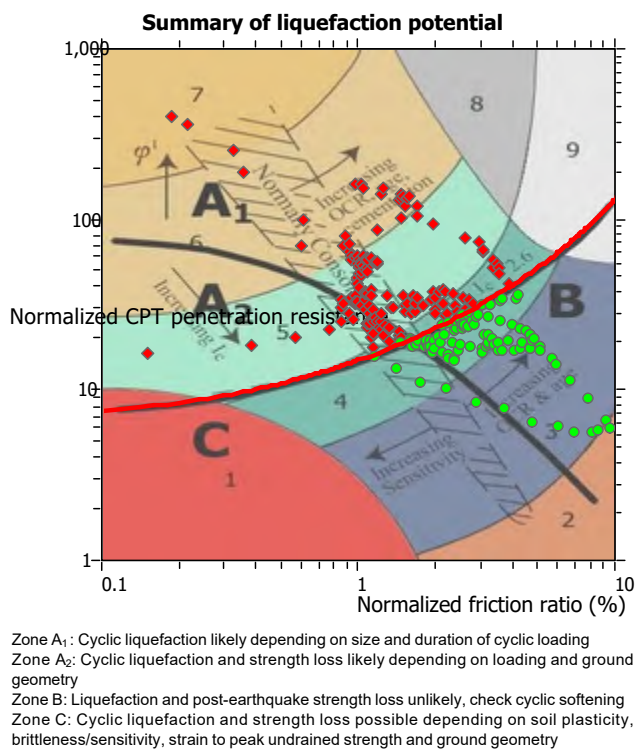 Summary of liquefaction potential
1,000
100
10
1
7
8
9
φ'
A1
Increasing
OCR, age,
cementation
Normally Consol
6
Ic = 2.6
A2
B
Increasing Ic
Normalized CPT penetration resist
5
4
Increasing
OCR & age
3
C
1
Increasing
Sensitivity
2
0.1
1
10
Normalized friction ratio (%)
Zone A1: Cyclic liquefaction likely depending on size and duration of cyclic loading
Zone A2: Cyclic liquefaction and strength loss likely depending on loading and ground
geometry
Zone B: Liquefaction and post-earthquake strength loss unlikely, check cyclic softening
Zone C: Cyclic liquefaction and strength loss possible depending on soil plasticity,
brittleness/sensitivity, strain to peak undrained strength and ground geometry